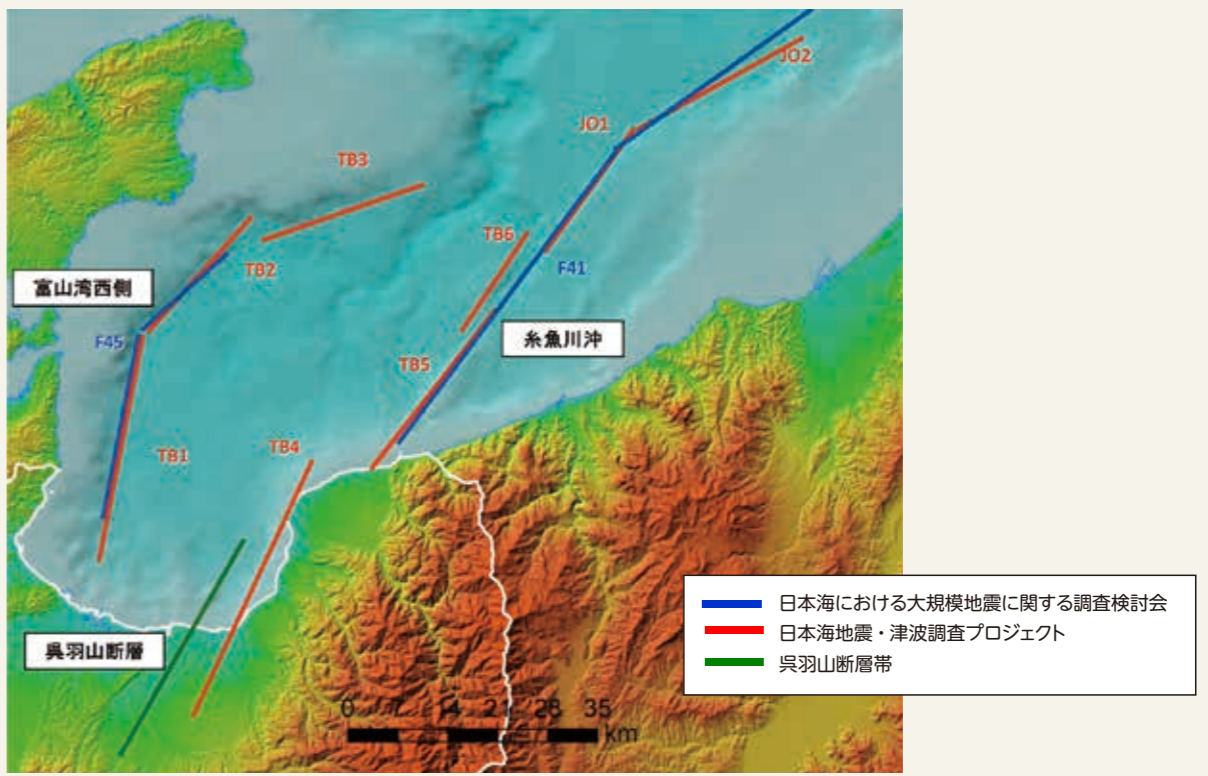 JO2
JO1
TB3
TB6
TB2
F41
富山湾西側
F45
糸魚川沖
TB5
TB4
TB1
呉羽山断層
0 7 14 21 28 35
km
日本海における大規模地震に関する調査検討会
日本海地震・津波調査プロジェクト
呉羽山断層帯